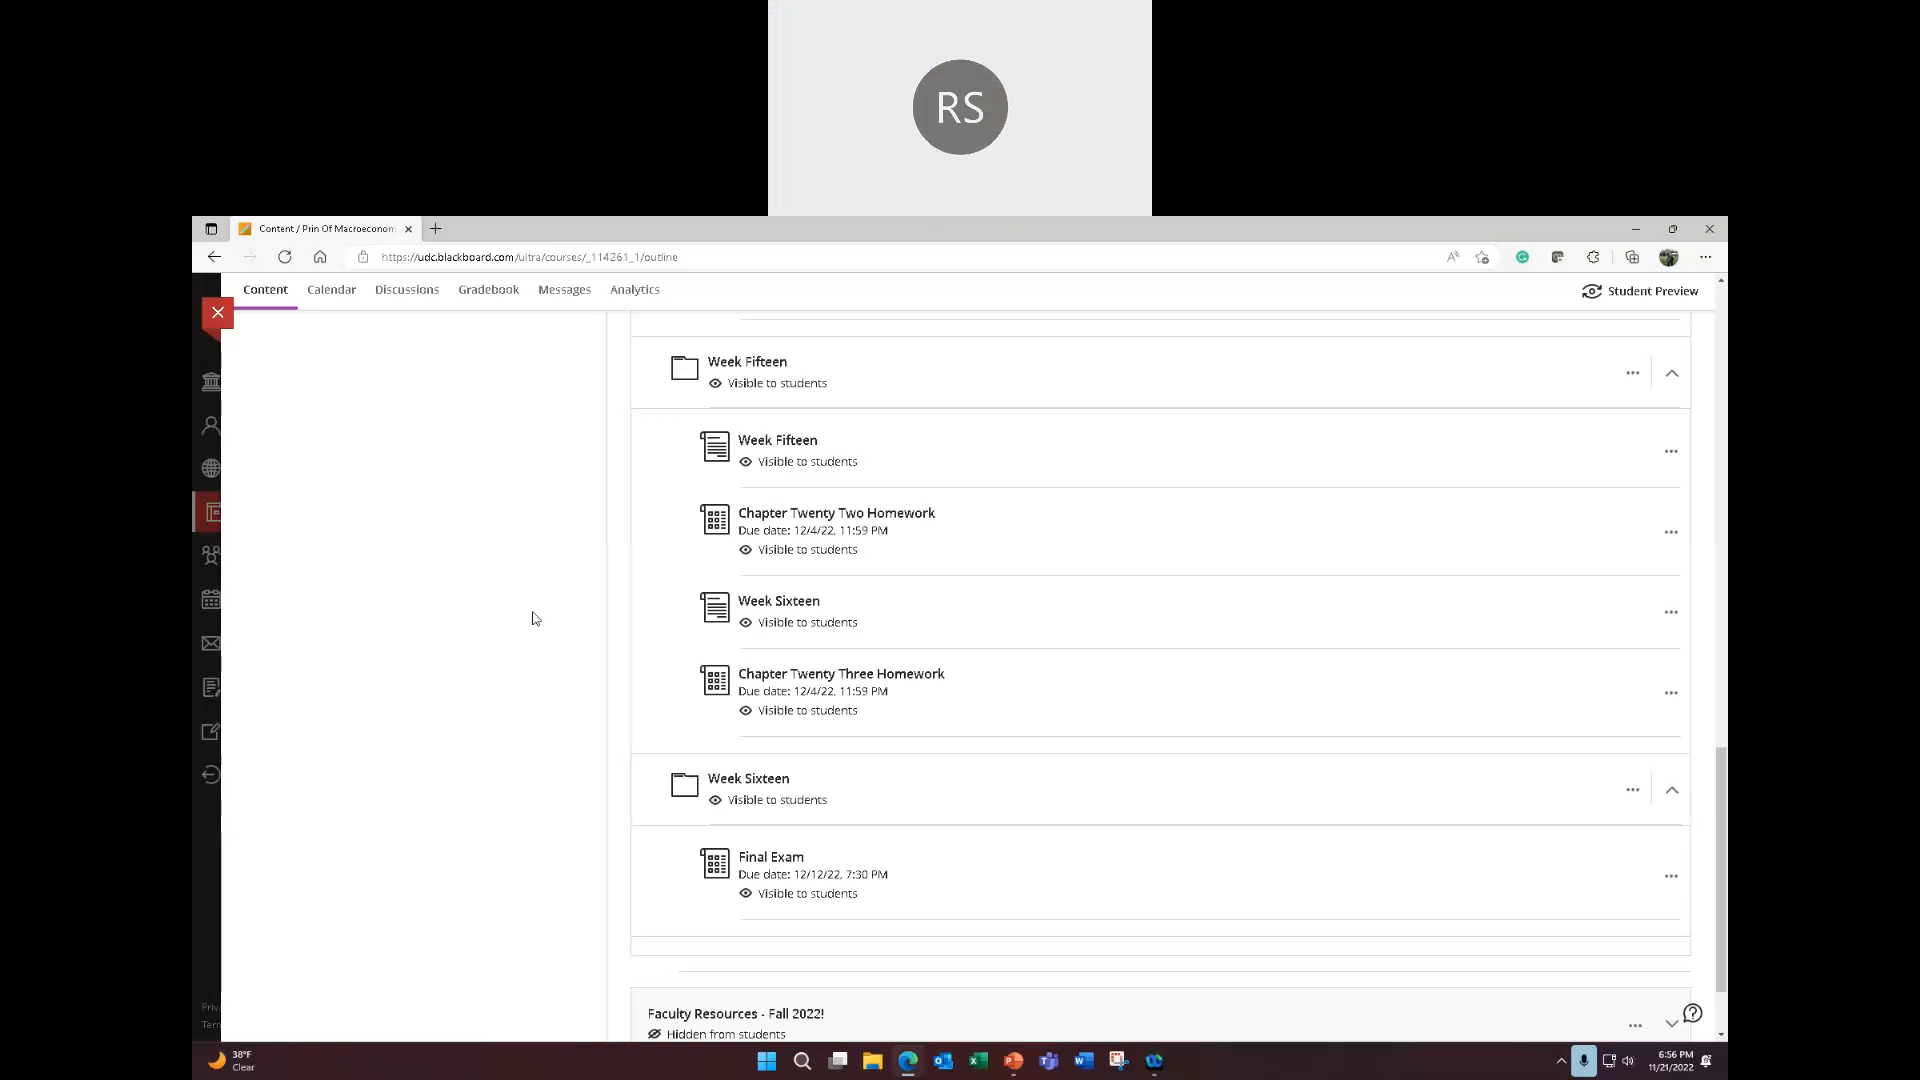 RS
Content / Prin Of Macroeconom
https://udc.blackboard.com/ultra/courses/_114261_1/outline
Content Calendar Discussions Gradebook Messages Analytics
Student Preview
Week Fifteen
Visible to students
Week Fifteen
Visible to students
Chapter Twenty Two Homework
Due date: 12/4/22, 11:59 PM
Visible to students
Week Sixteen
Visible to students
Chapter Twenty Three Homework
Due date: 12/4/22, 11:59 PM
Visible to students
Week Sixteen
Visible to students
Final Exam
Due date: 12/12/22, 7:30 PM
Visible to students
Priv
Tern
Faculty Resources - Fall 2022!
Hidden from students
38°F
Clear
6:56 PM
11/21/2022